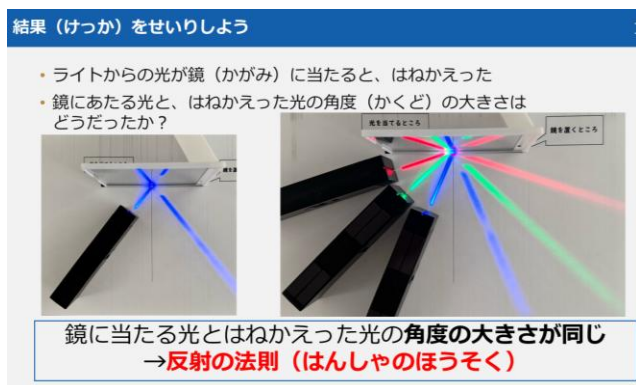 結果（けっか）をせいりしよう
• ライトからの光が鏡（かがみ）に当たると、はねかえった
• 鏡にあたる光と、はねかえった光の角度（かくど）の大きさは
どうだったか？
光を当てるところ
鏡を置くところ
鏡に当たる光とはねかえった光の角度の大きさが同じ
→反射の法則（はんしゃのほうそく）